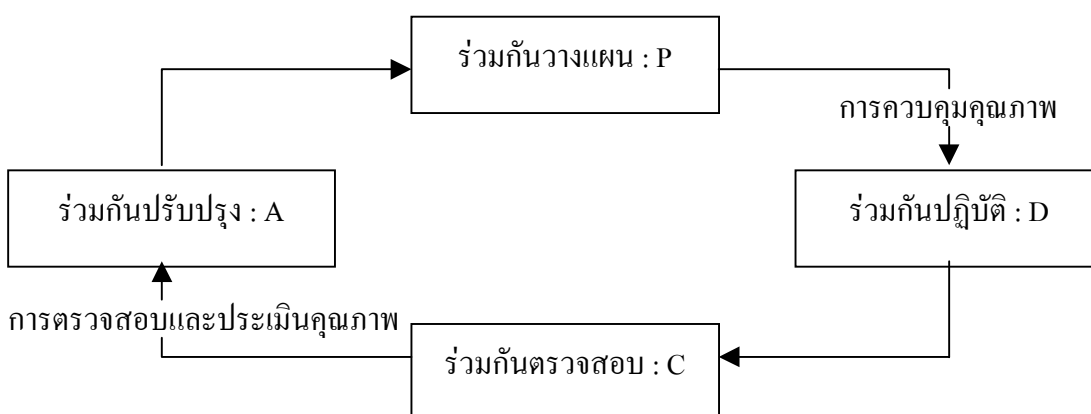 ร่วมกันวางแผน : P
การควบคุมคุณภาพ
ร่วมกันปรับปรุง : A
ร่วมกันปฏิบัติ : D
การตรวจสอบและประเมินคุณภาพ
ร่วมกันตรวจสอบ : C